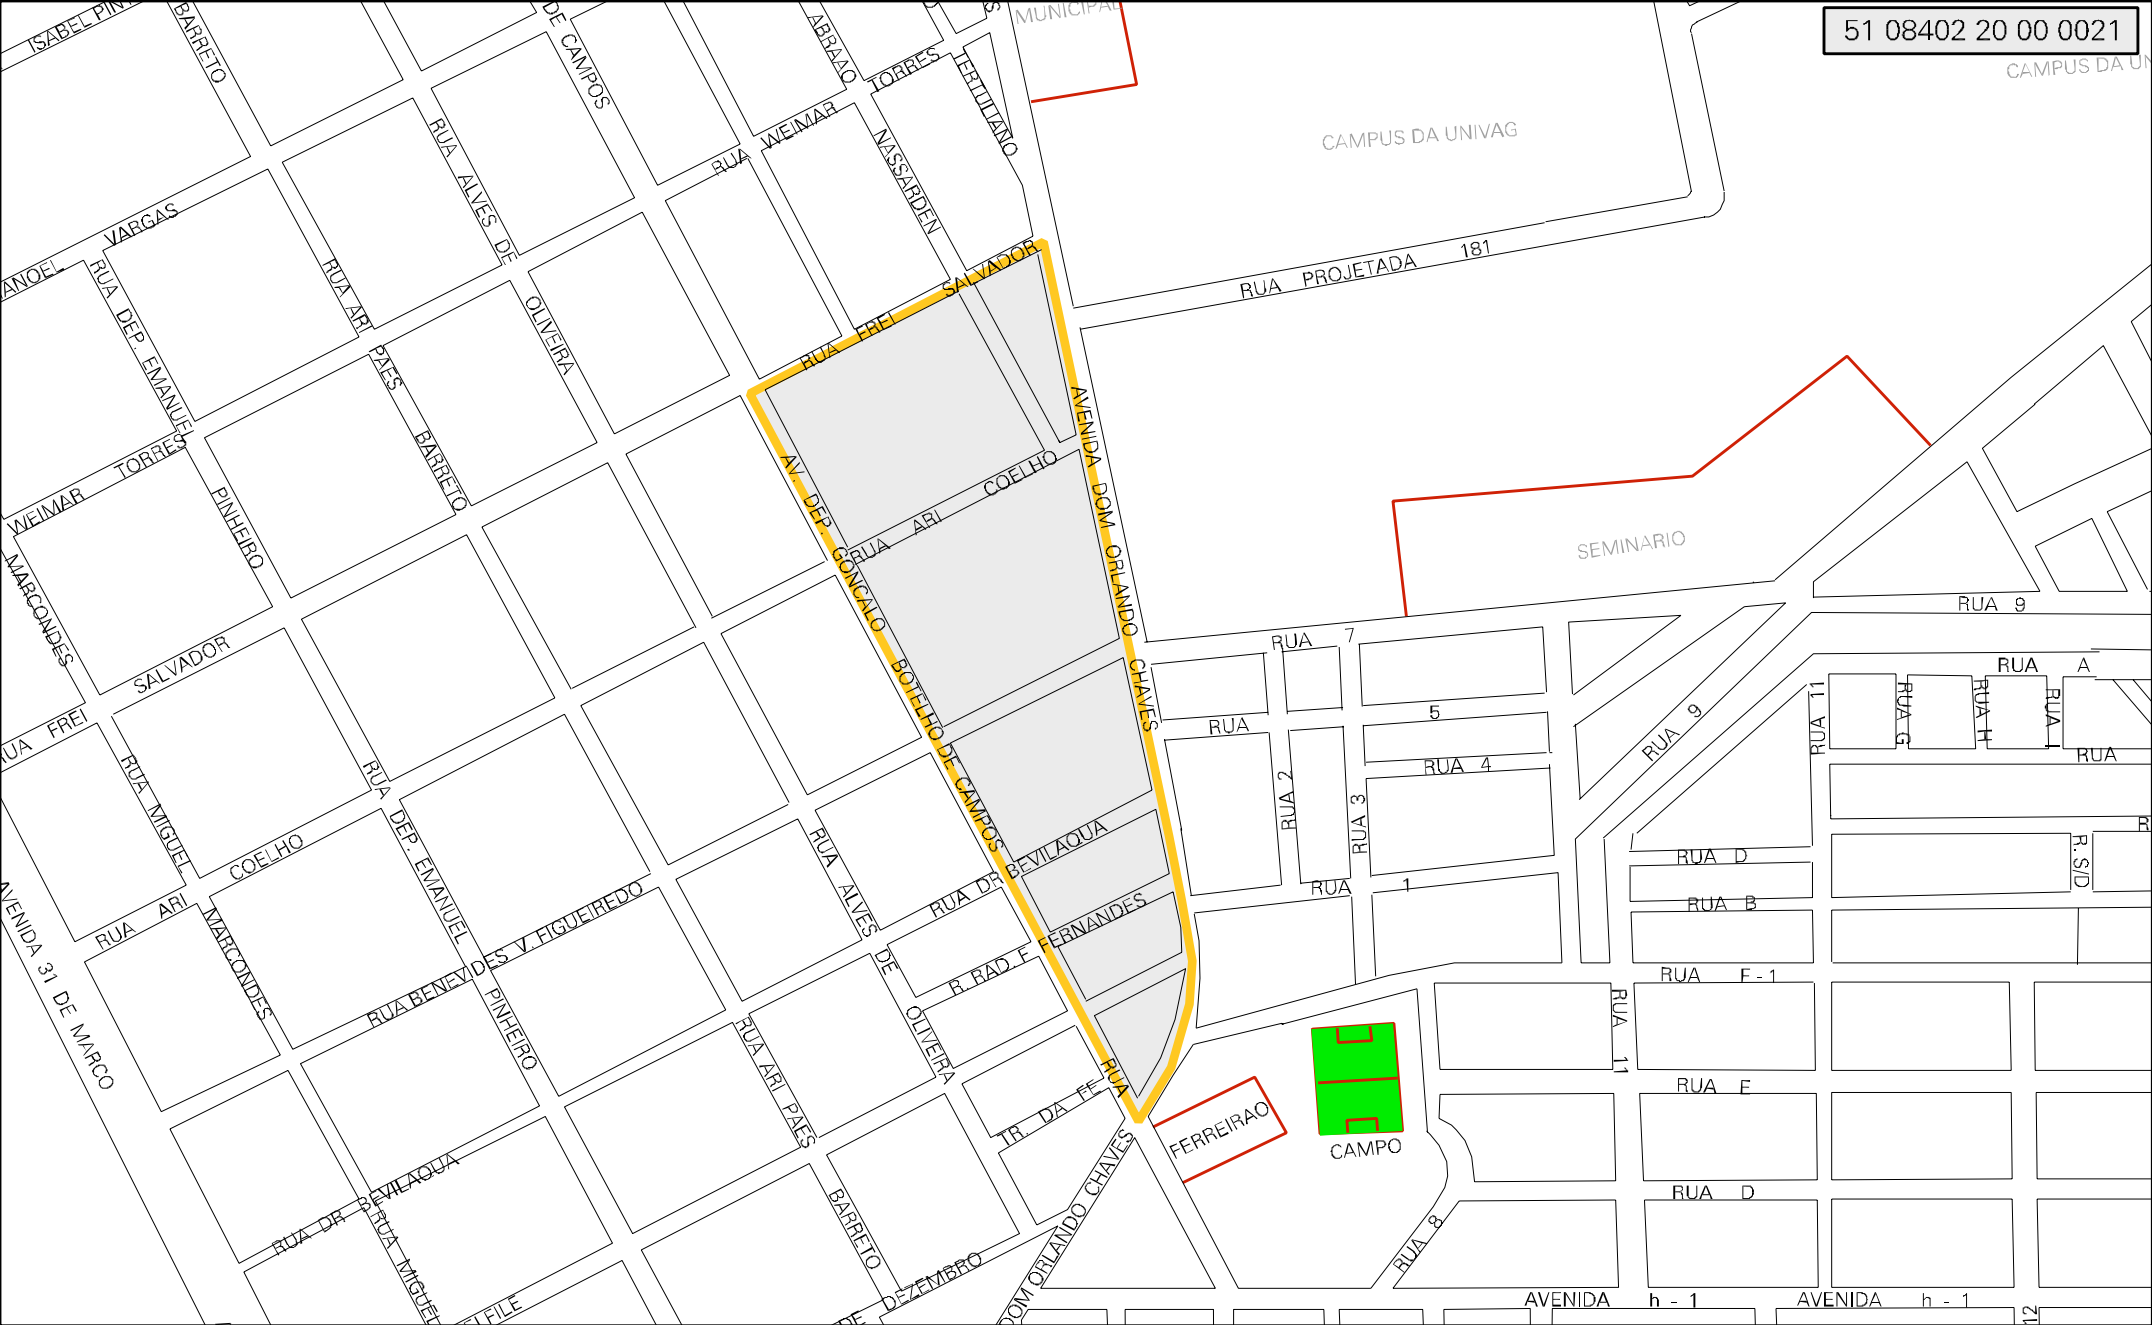 51 08402 20 00 0021
MUNICIPAL
CAMPUS DA UN
CAMPUS DA UNIVAG
BARRETO
DE CAMPOS
ABRAAO
RUA WEIMAR TORRES
TERTULIANO
NASSARDEN
RUA ALVES DE OLIVEIRA
VARGAS
RUA DEP. EMANUEL PINHEIRO
RUA ARI PAES BARRETO
RUA FREI SALVADOR
RUA PROJETADA 181
WEIMAR TORRES
AV. DEP. GONCALO BOTELHO DE CAMPOS
AVENIDA DOM ORLANDO CHAVES
RUA ARI COELHO
SEMINARIO
MARCONDES
SALVADOR
RUA FREI
RUA 9
RUA 7
RUA A
RUA 5
RUA 9
RUA 11
RUA G
RUA H
RUA I
RUA
RUA 4
RUA 2
RUA 3
RUA MIGUEL MARCONDES
RUA DEP. EMANUEL PINHEIRO
RUA ARI COELHO
RUA ALVES DE OLIVEIRA
RUA DR BEVILAQUA
R. S/D
RUA D
RUA 1
RUA B
AVENIDA 31 DE MARCO
RUA BENEVIDES V. FIGUEIREDO
R. RAD. F FERNANDES
RUA F-1
RUA 11
RUA ARI PAES BARRETO
RUA
TR. DA FE
FERREIRAO
CAMPO
RUA E
RUA DR BEVILAQUA
RUA MIGUEL
DOM ORLANDO CHAVES
RUA D
RUA 8
DEZEMBRO
AVENIDA h - 1
AVENIDA h - 1
12